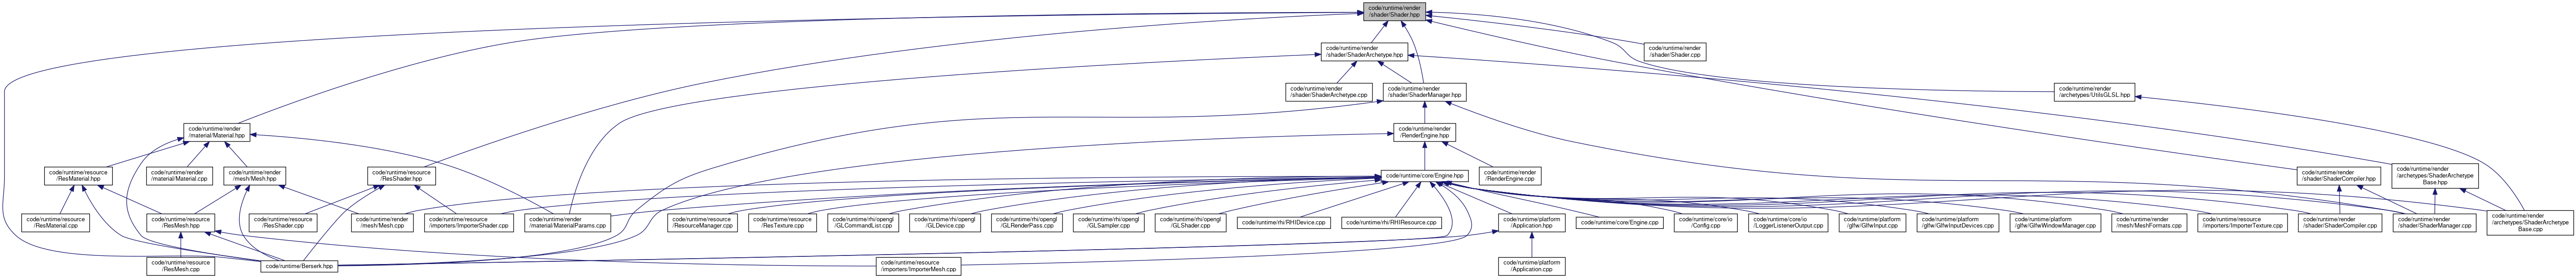 code/runtime/render
/shader/Shader.hpp
code/runtime/render
/shader/ShaderArchetype.hpp
code/runtime/render
/shader/Shader.cpp
code/runtime/render
/shader/ShaderArchetype.cpp
code/runtime/render
/shader/ShaderManager.hpp
code/runtime/render
/archetypes/UtilsGLSL.hpp
code/runtime/render
/material/Material.hpp
code/runtime/render
/RenderEngine.hpp
code/runtime/resource
/ResMaterial.hpp
code/runtime/render
/material/Material.cpp
code/runtime/render
/mesh/Mesh.hpp
code/runtime/resource
/ResShader.hpp
code/runtime/core/Engine.hpp
code/runtime/render
/RenderEngine.cpp
code/runtime/render
/shader/ShaderCompiler.hpp
code/runtime/render
/archetypes/ShaderArchetype
Base.hpp
code/runtime/resource
/ResMaterial.cpp
code/runtime/resource
/ResMesh.hpp
code/runtime/resource
/ResShader.cpp
code/runtime/render
/mesh/Mesh.cpp
code/runtime/resource
/importers/ImporterShader.cpp
code/runtime/render
/material/MaterialParams.cpp
code/runtime/resource
/ResourceManager.cpp
code/runtime/resource
/ResTexture.cpp
code/runtime/rhi/opengl
/GLCommandList.cpp
code/runtime/rhi/opengl
/GLDevice.cpp
code/runtime/rhi/opengl
/GLRenderPass.cpp
code/runtime/rhi/opengl
/GLSampler.cpp
code/runtime/rhi/opengl
/GLShader.cpp
code/runtime/rhi/RHIDevice.cpp
code/runtime/rhi/RHIResource.cpp
code/runtime/platform
/Application.hpp
code/runtime/core/Engine.cpp
code/runtime/core/io
/Config.cpp
code/runtime/core/io
/LoggerListenerOutput.cpp
code/runtime/platform
/glfw/GlfwInput.cpp
code/runtime/platform
/glfw/GlfwInputDevices.cpp
code/runtime/platform
/glfw/GlfwWindowManager.cpp
code/runtime/render
/mesh/MeshFormats.cpp
code/runtime/resource
/importers/ImporterTexture.cpp
code/runtime/render
/shader/ShaderCompiler.cpp
code/runtime/render
/shader/ShaderManager.cpp
code/runtime/render
/archetypes/ShaderArchetype
Base.cpp
code/runtime/resource
/ResMesh.cpp
code/runtime/Berserk.hpp
code/runtime/resource
/importers/ImporterMesh.cpp
code/runtime/platform
/Application.cpp